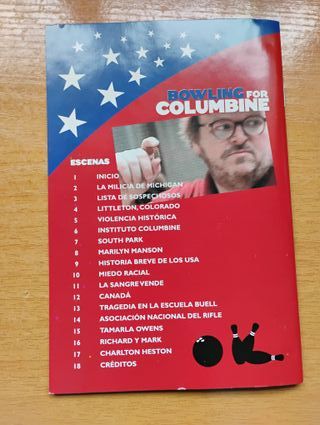 BOWLING FOR
COLUMBINE
ESCENAS
1 INICIO
2 LA MILICIA DE MICHIGAN
3 LISTA DE SOSPECHOSOS
4 LITTLETON, COLORADO
5 VIOLENCIA HISTÓRICA
6 INSTITUTO COLUMBINE
7 SOUTH PARK
8 MARILYN MANSON
9 HISTORIA BREVE DE LOS USA
10 MIEDO RACIAL
11 LA SANGRE VENDE
12 CANADÁ
13 TRAGEDIA EN LA ESCUELA BUELL
14 ASOCIACIÓN NACIONAL DEL RIFLE
15 TAMARLA OWENS
16 RICHARD Y MARK
17 CHARLTON HESTON
18 CRÉDITOS